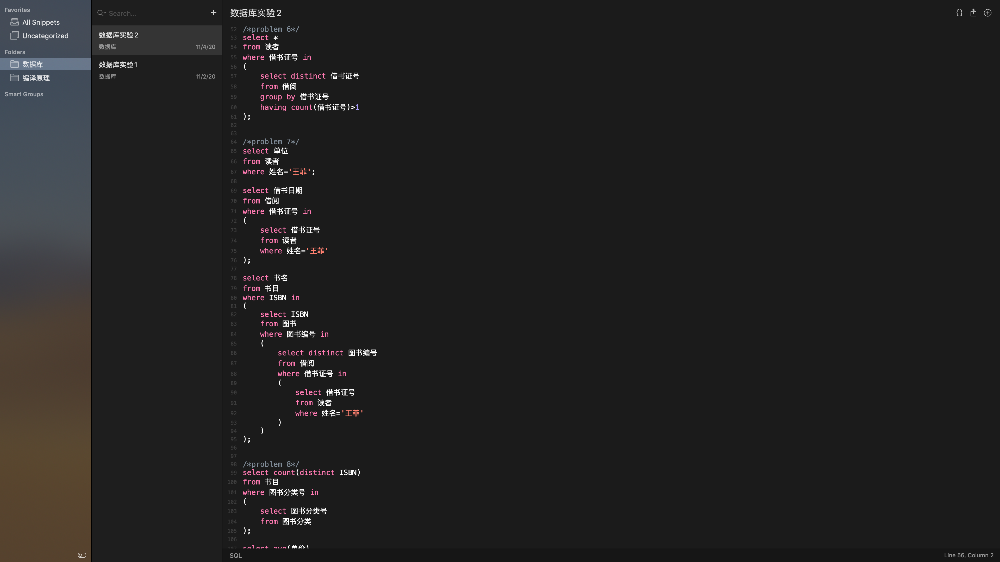 Favorites
All Snippets
Uncategorized
Folders
数据库
编译原理
Smart Groups
Search...
数据库实验2
数据库 11/4/20
数据库实验1
数据库 11/2/20
数据库实验2
52 /*problem 6*/
53 select *
54 from 读者
55 where 借书证号 in
56 (
57 select distinct 借书证号
58 from 借阅
59 group by 借书证号
60 having count(借书证号)>1
61 );
62
63
64 /*problem 7*/
65 select 单位
66 from 读者
67 where 姓名='王菲';
68
69 select 借书日期
70 from 借阅
71 where 借书证号 in
72 (
73 select 借书证号
74 from 读者
75 where 姓名='王菲'
76 );
77
78 select 书名
79 from 书目
80 where ISBN in
81 (
82 select ISBN
83 from 图书
84 where 图书编号 in
85 (
86 select distinct 图书编号
87 from 借阅
88 where 借书证号 in
89 (
90 select 借书证号
91 from 读者
92 where 姓名='王菲'
93 )
94 )
95 );
96
97
98 /*problem 8*/
99 select count(distinct ISBN)
100 from 书目
101 where 图书分类号 in
102 (
103 select 图书分类号
104 from 图书分类
105 );
106
107 select avg(单价)
SQL
Line 56, Column 2